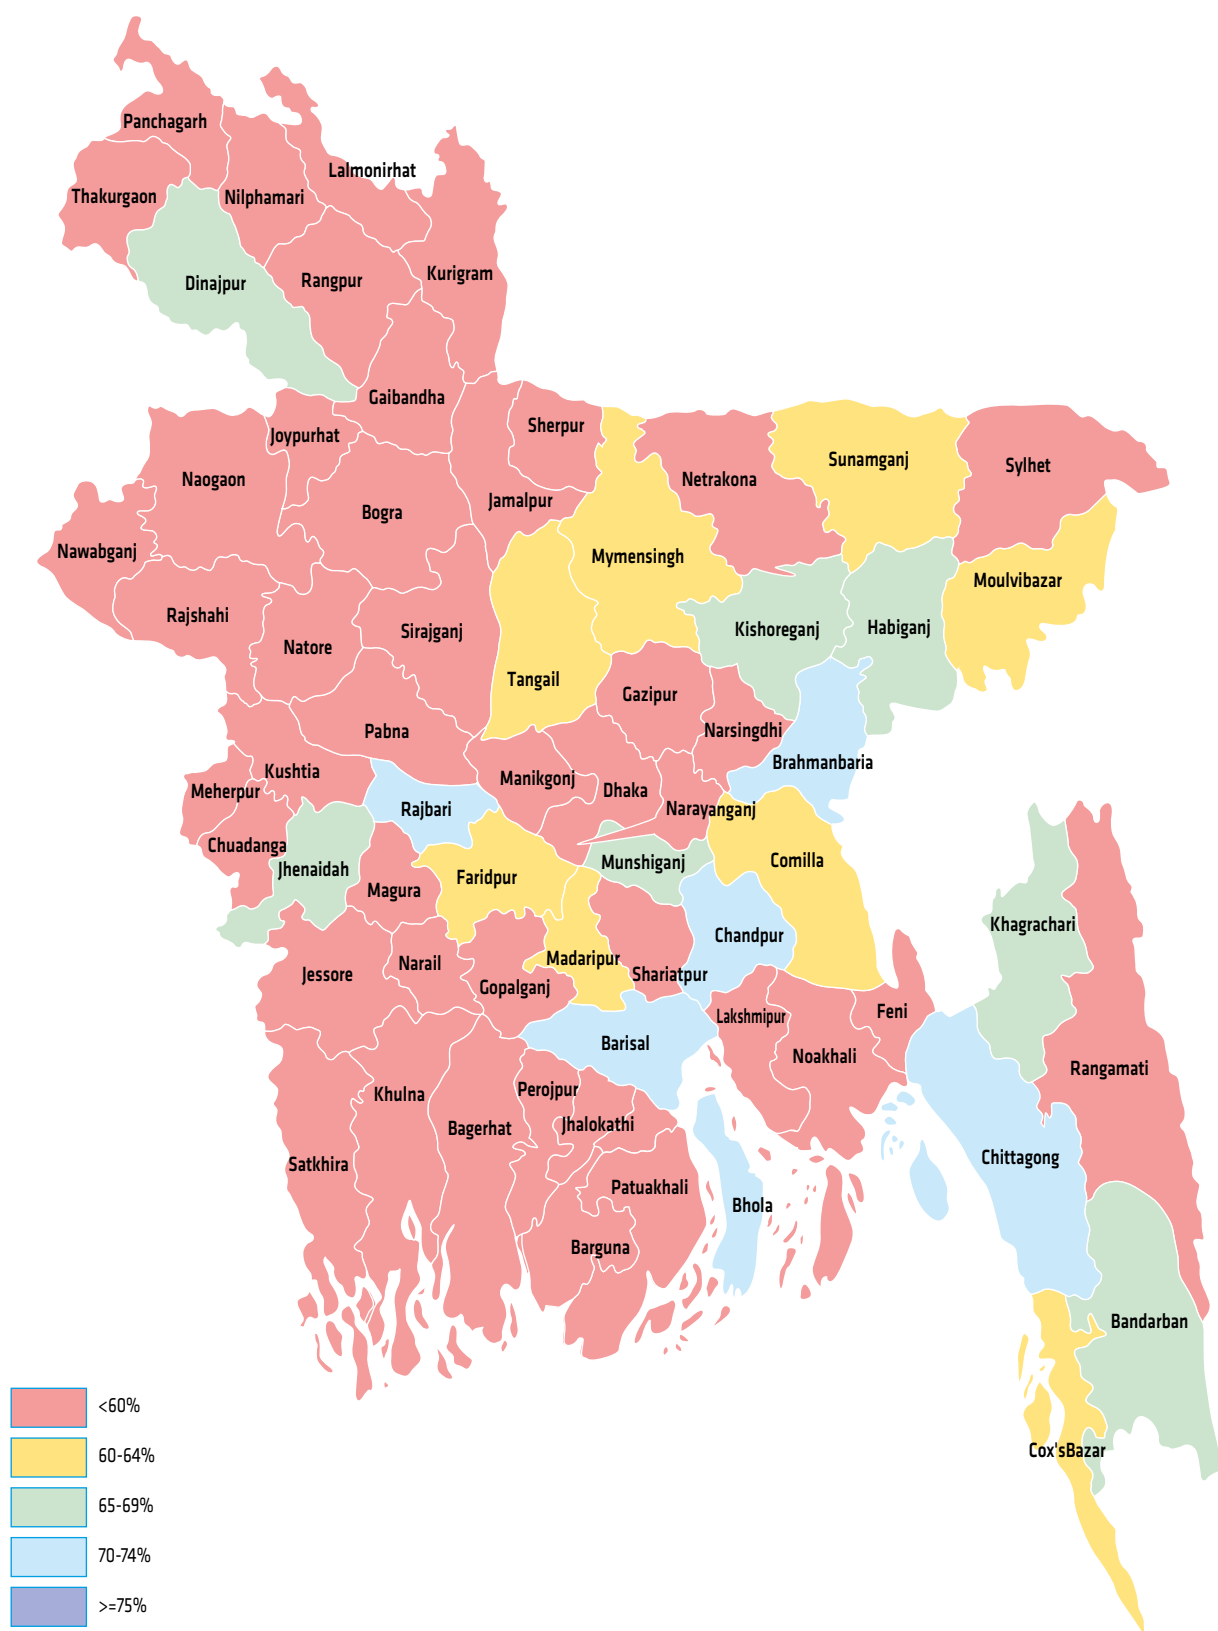 Panchagarh
Lalmonirhat
Thakurgaon
Nilphamari
Kurigram
Rangpur
Dinajpur
Gaibandha
Sherpur
Joypurhat
Sunamganj
Sylhet
Naogaon
Netrakona
Jamalpur
Bogra
Nawabganj
Mymensingh
Moulvibazar
Rajshahi
Kishoreganj
Habiganj
Sirajganj
Natore
Tangail
Gazipur
Pabna
Narsingdhi
Brahmanbaria
Kushtia
Manikgonj
Meherpur
Dhaka
Rajbari
Narayanganj
Chuadanga
Comilla
Munshiganj
Jhenaidah
Faridpur
Magura
Khagrachari
Chandpur
Madaripur
Narail
Jessore
Shariatpur
Gopalganj
Feni
Lakshmipur
Barisal
Noakhali
Rangamati
Perojpur
Khulna
Jhalokathi
Bagerhat
Chittagong
Satkhira
Patuakhali
Bhola
Barguna
Bandarban
Cox'sBazar
<60%
60-64%
65-69%
70-74%
>=75%